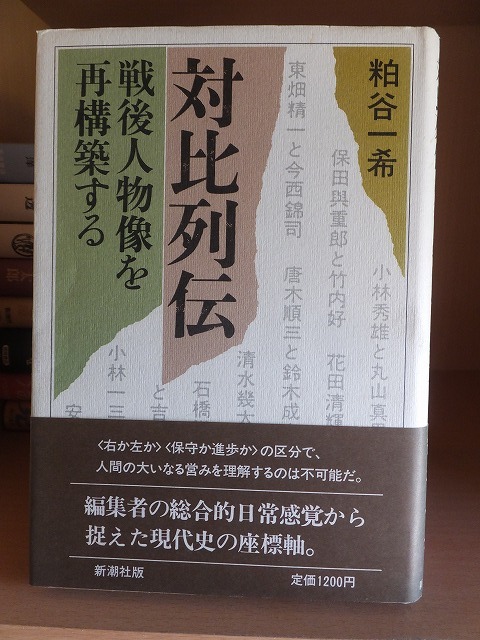 粕谷一希
対比列伝
戦後人物像を
再構築する
小林秀雄と丸山真
保田與重郎と竹内好 花田清輝
東畑精一と今西錦司 唐木順三と鈴木成
清水幾太
石橋
と吉
小林一三
安
〈右か左か〉〈保守か進歩か〉の区分で、
人間の大いなる営みを理解するのは不可能だ。
編集者の総合的日常感覚から
捉えた現代史の座標軸。
新潮社版 定価1200円